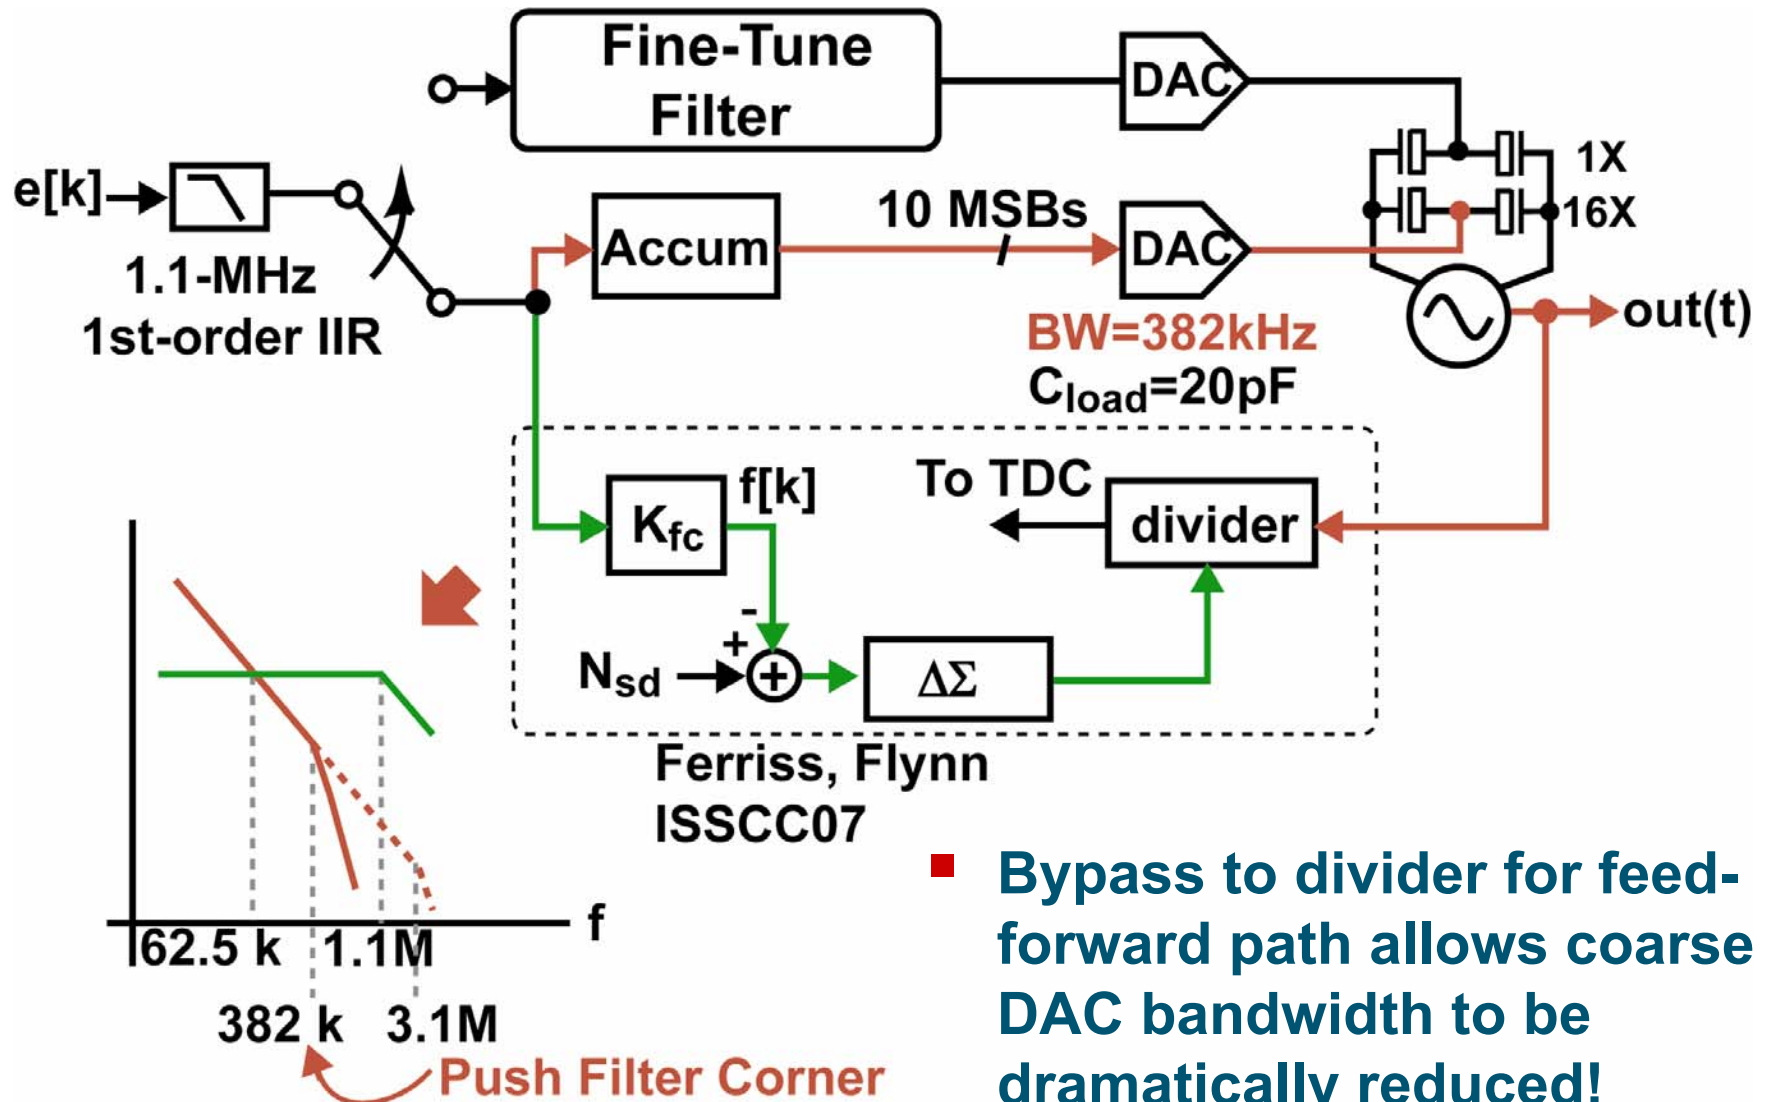 Fine-Tune
Filter
DAC
1X
e[k]
16X
1.1-MHz
1st-order IIR
Accum
10 MSBs
DAC
BW=382kHz
Cload=20pF
out(t)
Kfc
f[k]
To TDC
divider
-
+
Nsd
+
ΔΣ
Ferriss, Flynn
ISSCC07
f
62.5 k
1.1M
382 k
3.1M
Push Filter Corner
Bypass to divider for feed-
forward path allows coarse
DAC bandwidth to be
dramatically reduced!